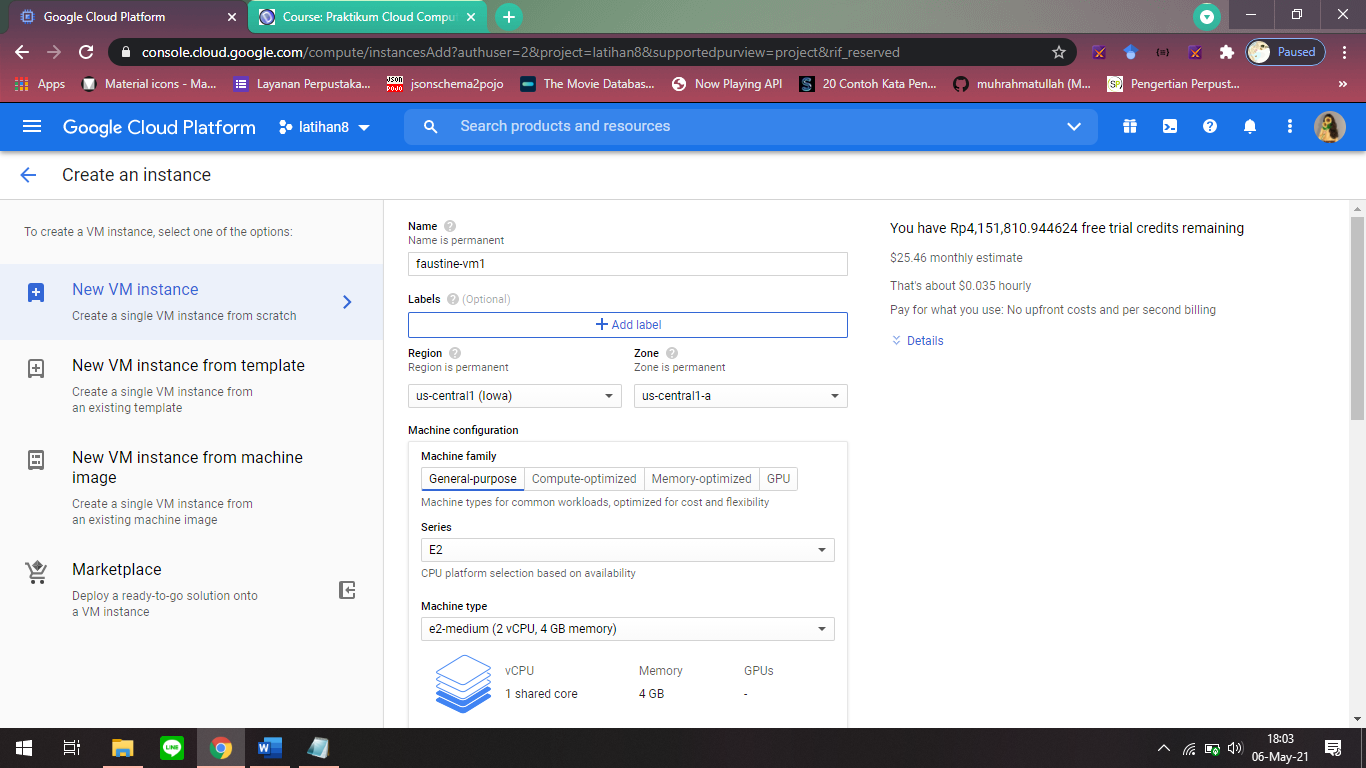 Google Cloud Platform
Course: Praktikum Cloud Compu
console.cloud.google.com/compute/instancesAdd?authuser=2&project=latihan8&supportedpurview=project&rif_reserved
Paused
Apps
Material icons - Ma...
Layanan Perpustaka...
JSON POJO
jsonschema2pojo
The Movie Databas...
Now Playing API
20 Contoh Kata Pen...
muhrahmatullah (M...
Pengertian Perpust...
Google Cloud Platform
latihan8
Search products and resources
Create an instance
To create a VM instance, select one of the options:
New VM instance
Create a single VM instance from scratch
New VM instance from template
Create a single VM instance from
an existing template
New VM instance from machine
image
Create a single VM instance from
an existing machine image
Marketplace
Deploy a ready-to-go solution onto
a VM instance
Name
Name is permanent
faustine-vm1
Labels (Optional)
Add label
Region
Region is permanent
us-central1 (Iowa)
Zone
Zone is permanent
us-central1-a
Machine configuration
Machine family
General-purpose
Compute-optimized
Memory-optimized
GPU
Machine types for common workloads, optimized for cost and flexibility
Series
E2
CPU platform selection based on availability
Machine type
e2-medium (2 vCPU, 4 GB memory)
vCPU
Memory
GPUs
1 shared core
4 GB
-
You have Rp4,151,810.944624 free trial credits remaining
$25.46 monthly estimate
That's about $0.035 hourly
Pay for what you use: No upfront costs and per second billing
Details
LINE
18:03
06-May-21